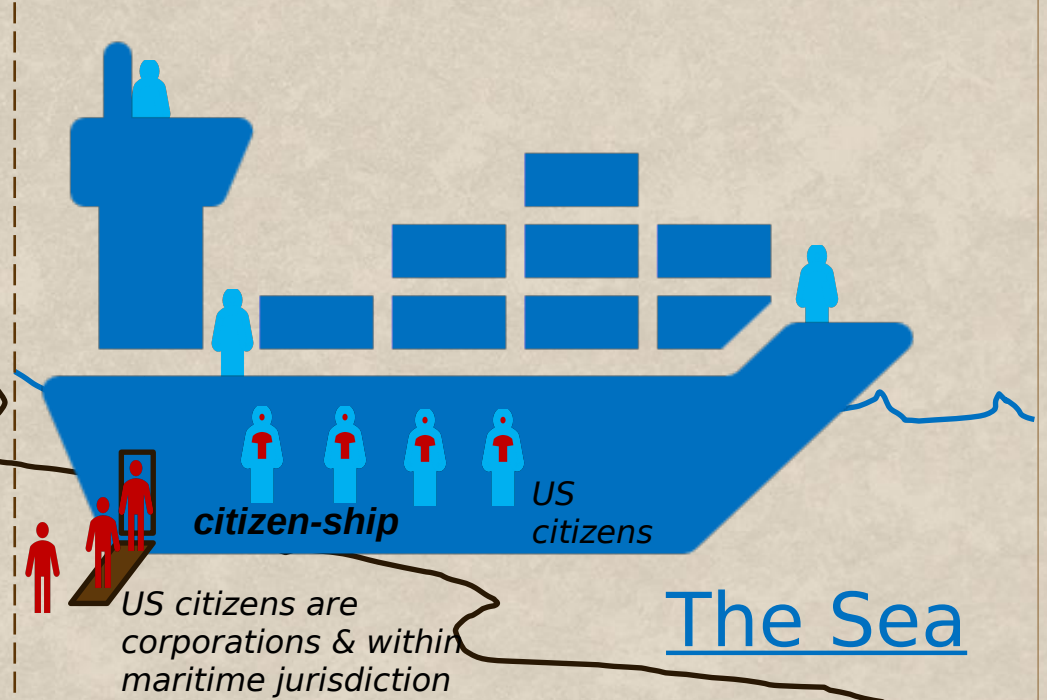 US
citizens
citizen-ship
US citizens are
corporations & within
maritime jurisdiction
The Sea